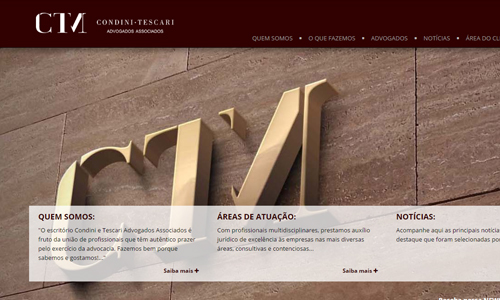 CTM CONDINI·TESCARI
ADVOGADOS ASSOCIADOS
QUEM SOMOS • O QUE FAZEMOS • ADVOGADOS • NOTÍCIAS • ÁREA DO CL
CTM
QUEM SOMOS:
"O escritório Condini e Tescari Advogados Associados é
fruto da união de profissionais que têm autêntico prazer
pelo exercício da advocacia. Fazemos bem porque
sabemos e gostamos!..."
Saiba mais +
ÁREAS DE ATUAÇÃO:
Com profissionais multidisciplinares, prestamos auxílio
jurídico de excelência às empresas nas mais diversas
áreas, consultivas e contenciosas...
Saiba mais +
NOTÍCIAS:
Acompanhe aqui as principais notícia
destaque que foram selecionadas po